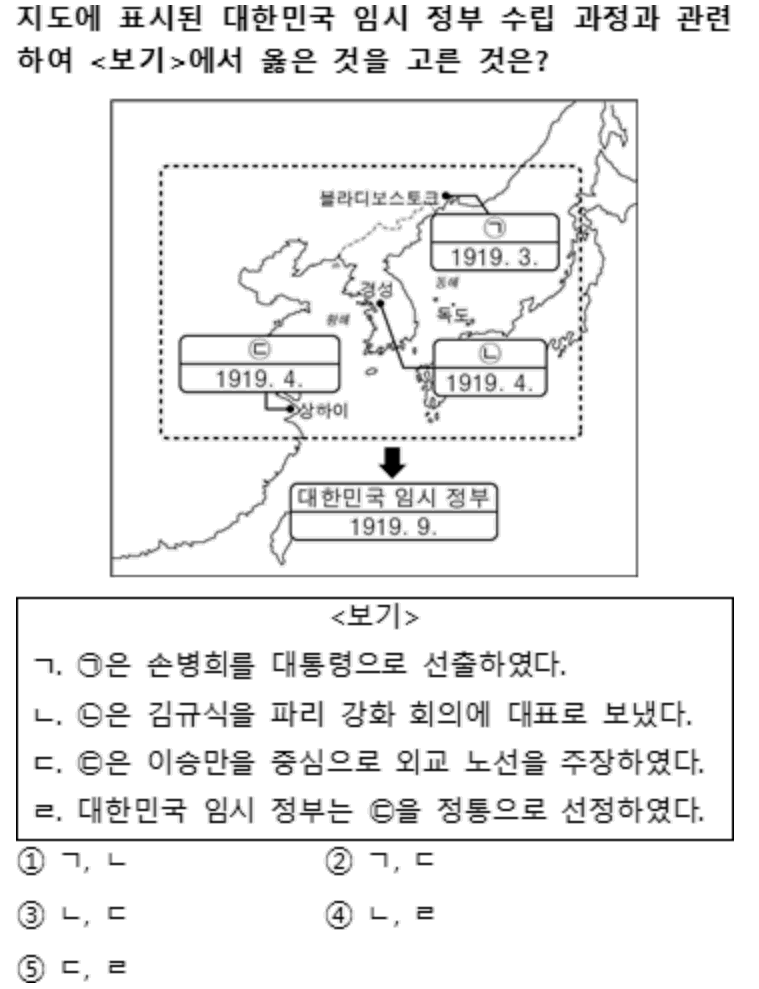 지도에 표시된 대한민국 임시 정부 수립 과정과 관련
하여 <보기>에서 옳은 것을 고른 것은?
블라디보스토크
㉠
1919. 3.
경성
동해
독도
황해
㉢
1919. 4.
㉡
1919. 4.
상하이
대한민국 임시 정부
1919. 9.
<보기>
ㄱ. ㉠은 손병희를 대통령으로 선출하였다.
ㄴ. ㉡은 김규식을 파리 강화 회의에 대표로 보냈다.
ㄷ. ㉢은 이승만을 중심으로 외교 노선을 주장하였다.
ㄹ. 대한민국 임시 정부는 ㉢을 정통으로 선정하였다.
① ㄱ, ㄴ ② ㄱ, ㄷ
③ ㄴ, ㄷ ④ ㄴ, ㄹ
⑤ ㄷ, ㄹ